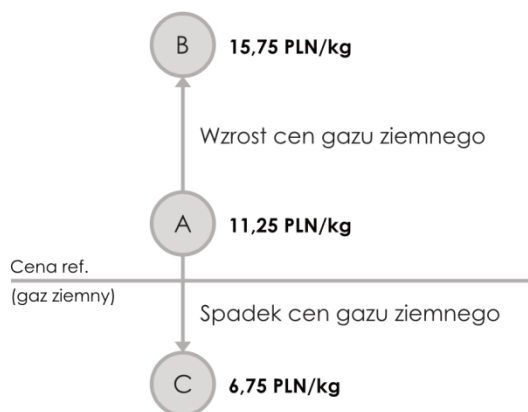 B 15,75 PLN/kg
Wzrost cen gazu ziemnego
A 11,25 PLN/kg
Cena ref.
(gaz ziemny)
Spadek cen gazu ziemnego
C 6,75 PLN/kg